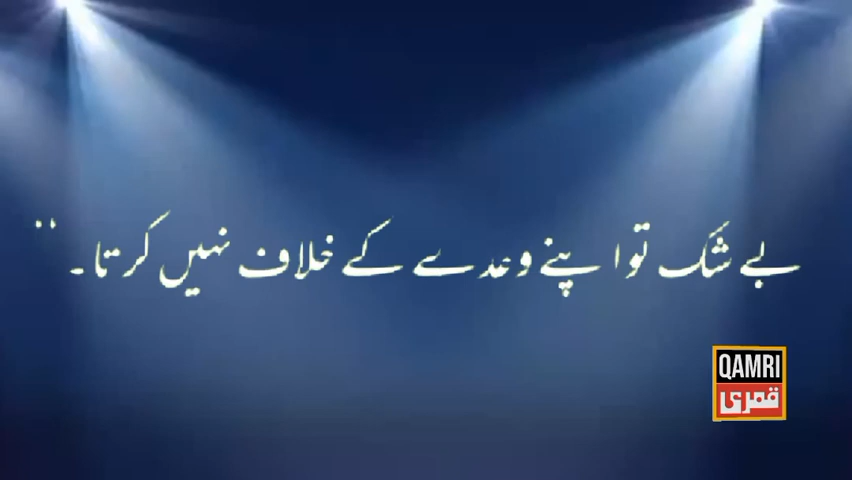 بے شک تو اپنے وعدے کے خلاف نہیں کرتا۔''
QAMRI
قمری